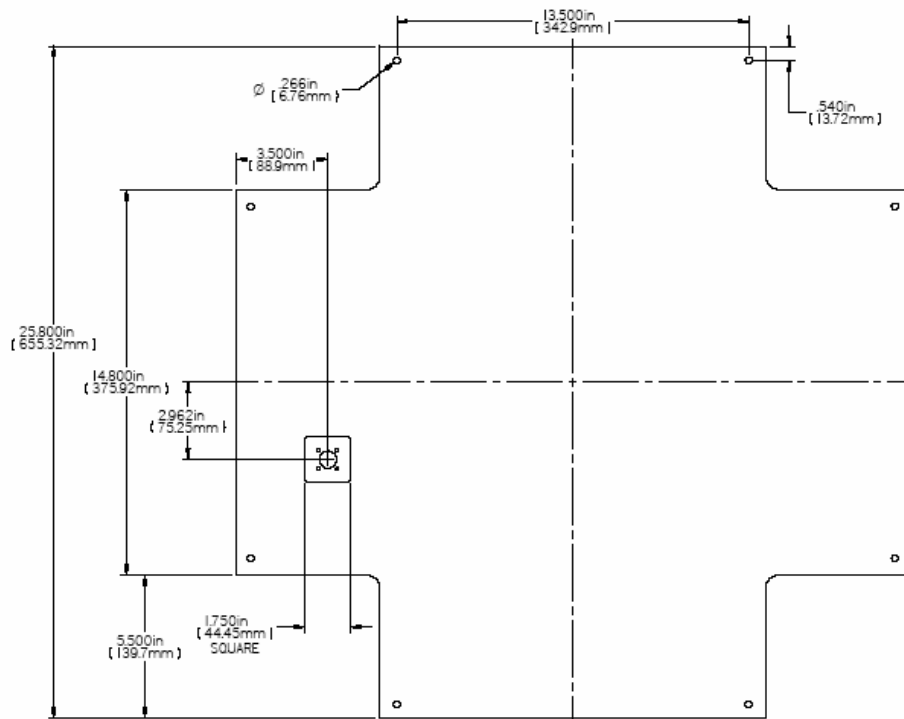 13.500in
[ 342.9mm ]
Ø .266in
[ 6.76mm ]
.540in
[ 13.72mm ]
3.500in
[ 88.9mm ]
25.800in
[ 655.32mm ]
14.800in
[ 375.92mm ]
2.962in
[ 75.25mm ]
1.750in
[ 44.45mm ]
SQUARE
5.500in
[ 139.7mm ]